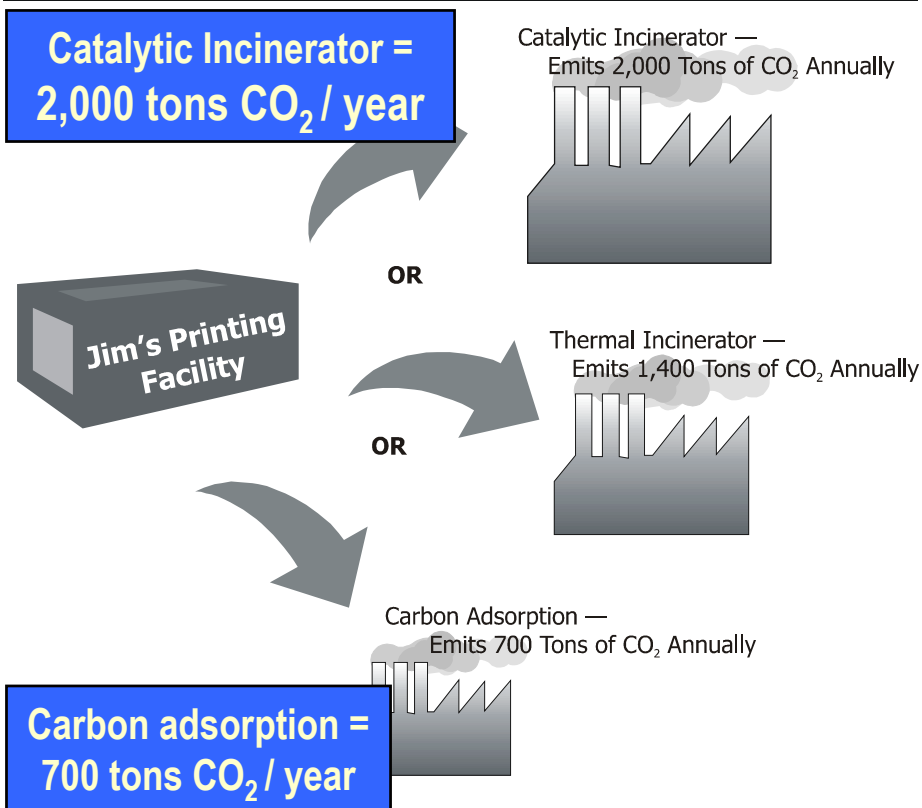 Catalytic Incinerator =
2,000 tons CO₂ / year
Catalytic Incinerator —
Emits 2,000 Tons of CO₂ Annually
OR
Jim's Printing
Facility
Thermal Incinerator —
Emits 1,400 Tons of CO₂ Annually
OR
Carbon Adsorption —
Emits 700 Tons of CO₂ Annually
Carbon adsorption =
700 tons CO₂ / year